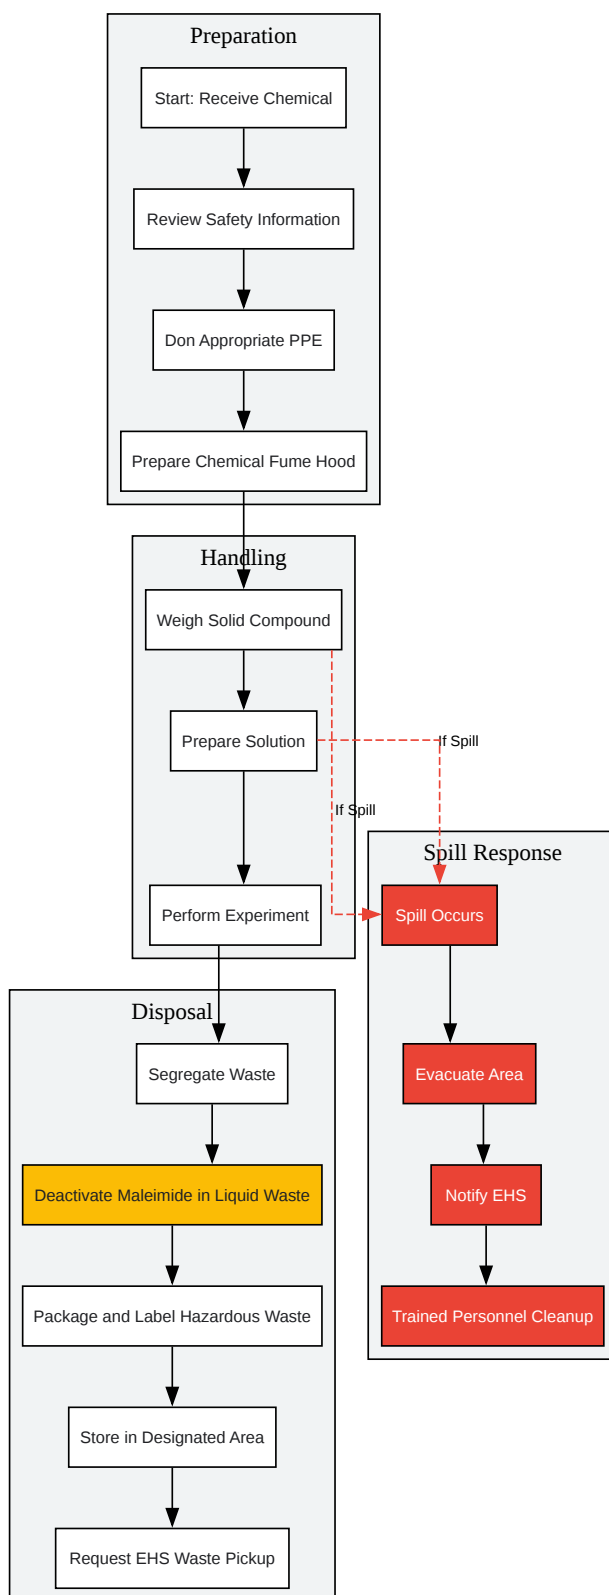 Preparation
Start: Receive Chemical
Review Safety Information
Don Appropriate PPE
Prepare Chemical Fume Hood
Handling
Weigh Solid Compound
Prepare Solution
If Spill
If Spill
Perform Experiment
Spill Response
Spill Occurs
Evacuate Area
Notify EHS
Trained Personnel Cleanup
Disposal
Segregate Waste
Deactivate Maleimide in Liquid Waste
Package and Label Hazardous Waste
Store in Designated Area
Request EHS Waste Pickup